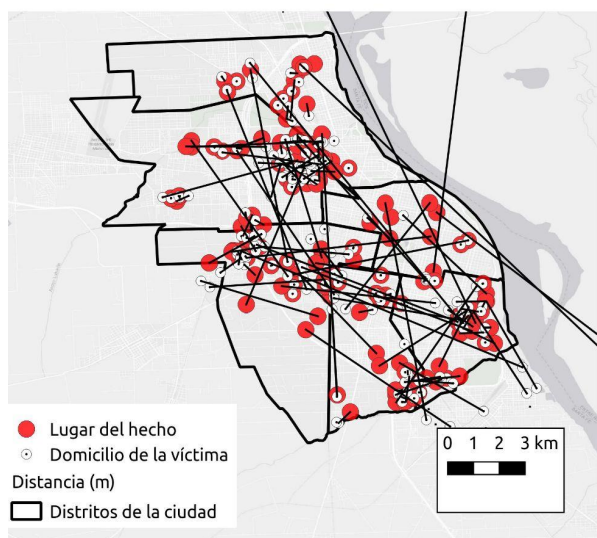 Lugar del hecho
Domicilio de la víctima
Distancia (m)
Distritos de la ciudad
0 1 2 3 km